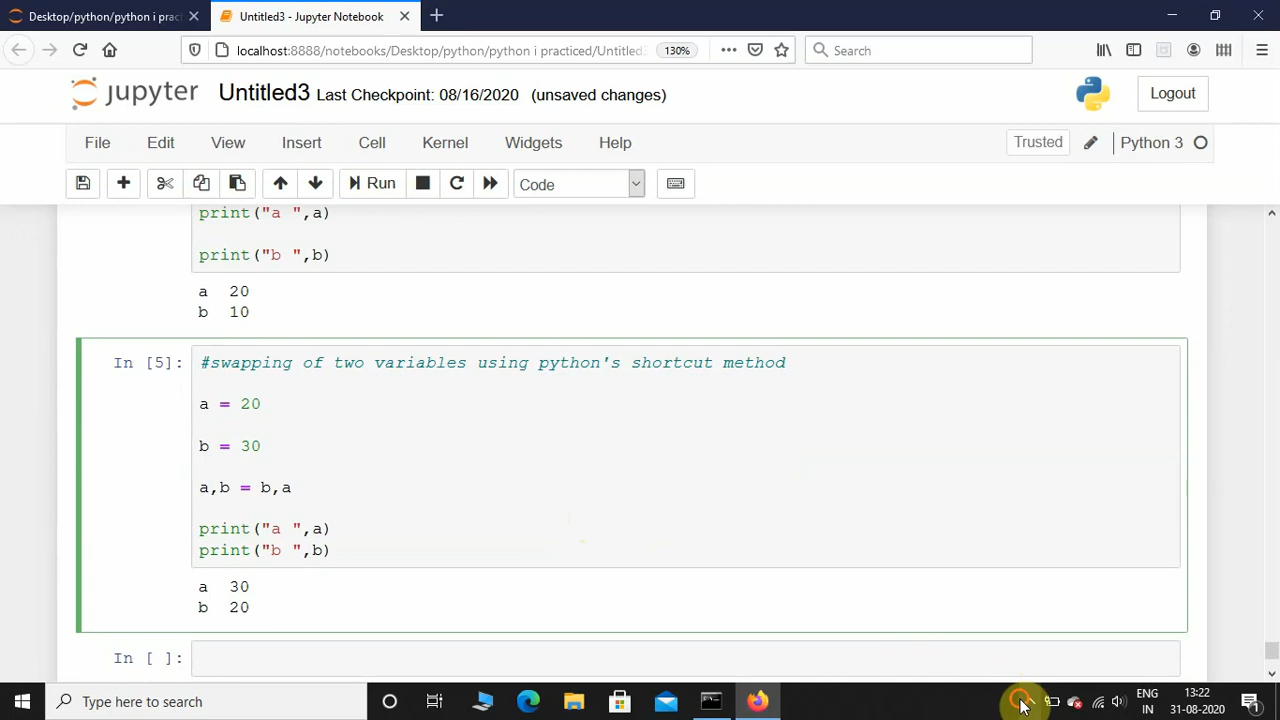 Desktop/python/python i pract
Untitled3 - Jupyter Notebook
localhost:8888/notebooks/Desktop/python/python i practiced/Untitled3
130%
Search
jupyter
Untitled3 Last Checkpoint: 08/16/2020 (unsaved changes)
Logout
File Edit View Insert Cell Kernel Widgets Help
Trusted
Python 3
Run
Code
print("a ",a)
print("b ",b)
a  20
b  10
In [5]:
#swapping of two variables using python's shortcut method
a = 20
b = 30
a,b = b,a
print("a ",a)
print("b ",b)
a  30
b  20
In [ ]:
Type here to search
ENG
IN
13:22
31-08-2020
1